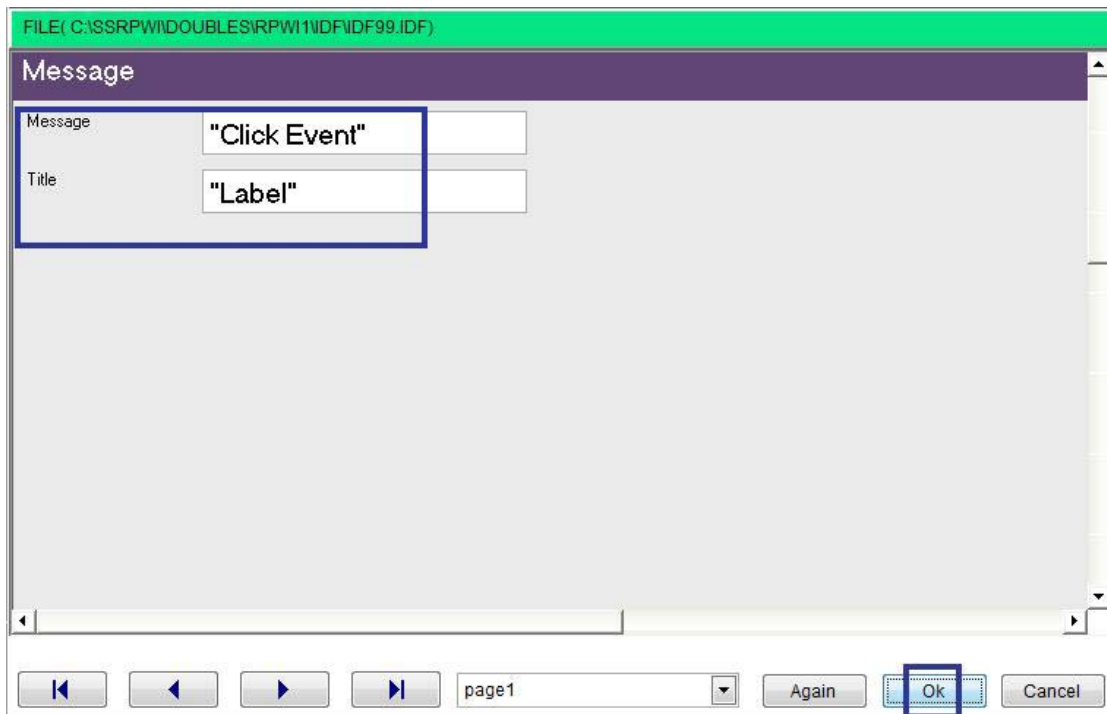 FILE( C:\SSRPWI\DOUBLES\RPWI1\IDF\IDF99.IDF)
Message
Message "Click Event"
Title "Label"
page1 Again Ok Cancel